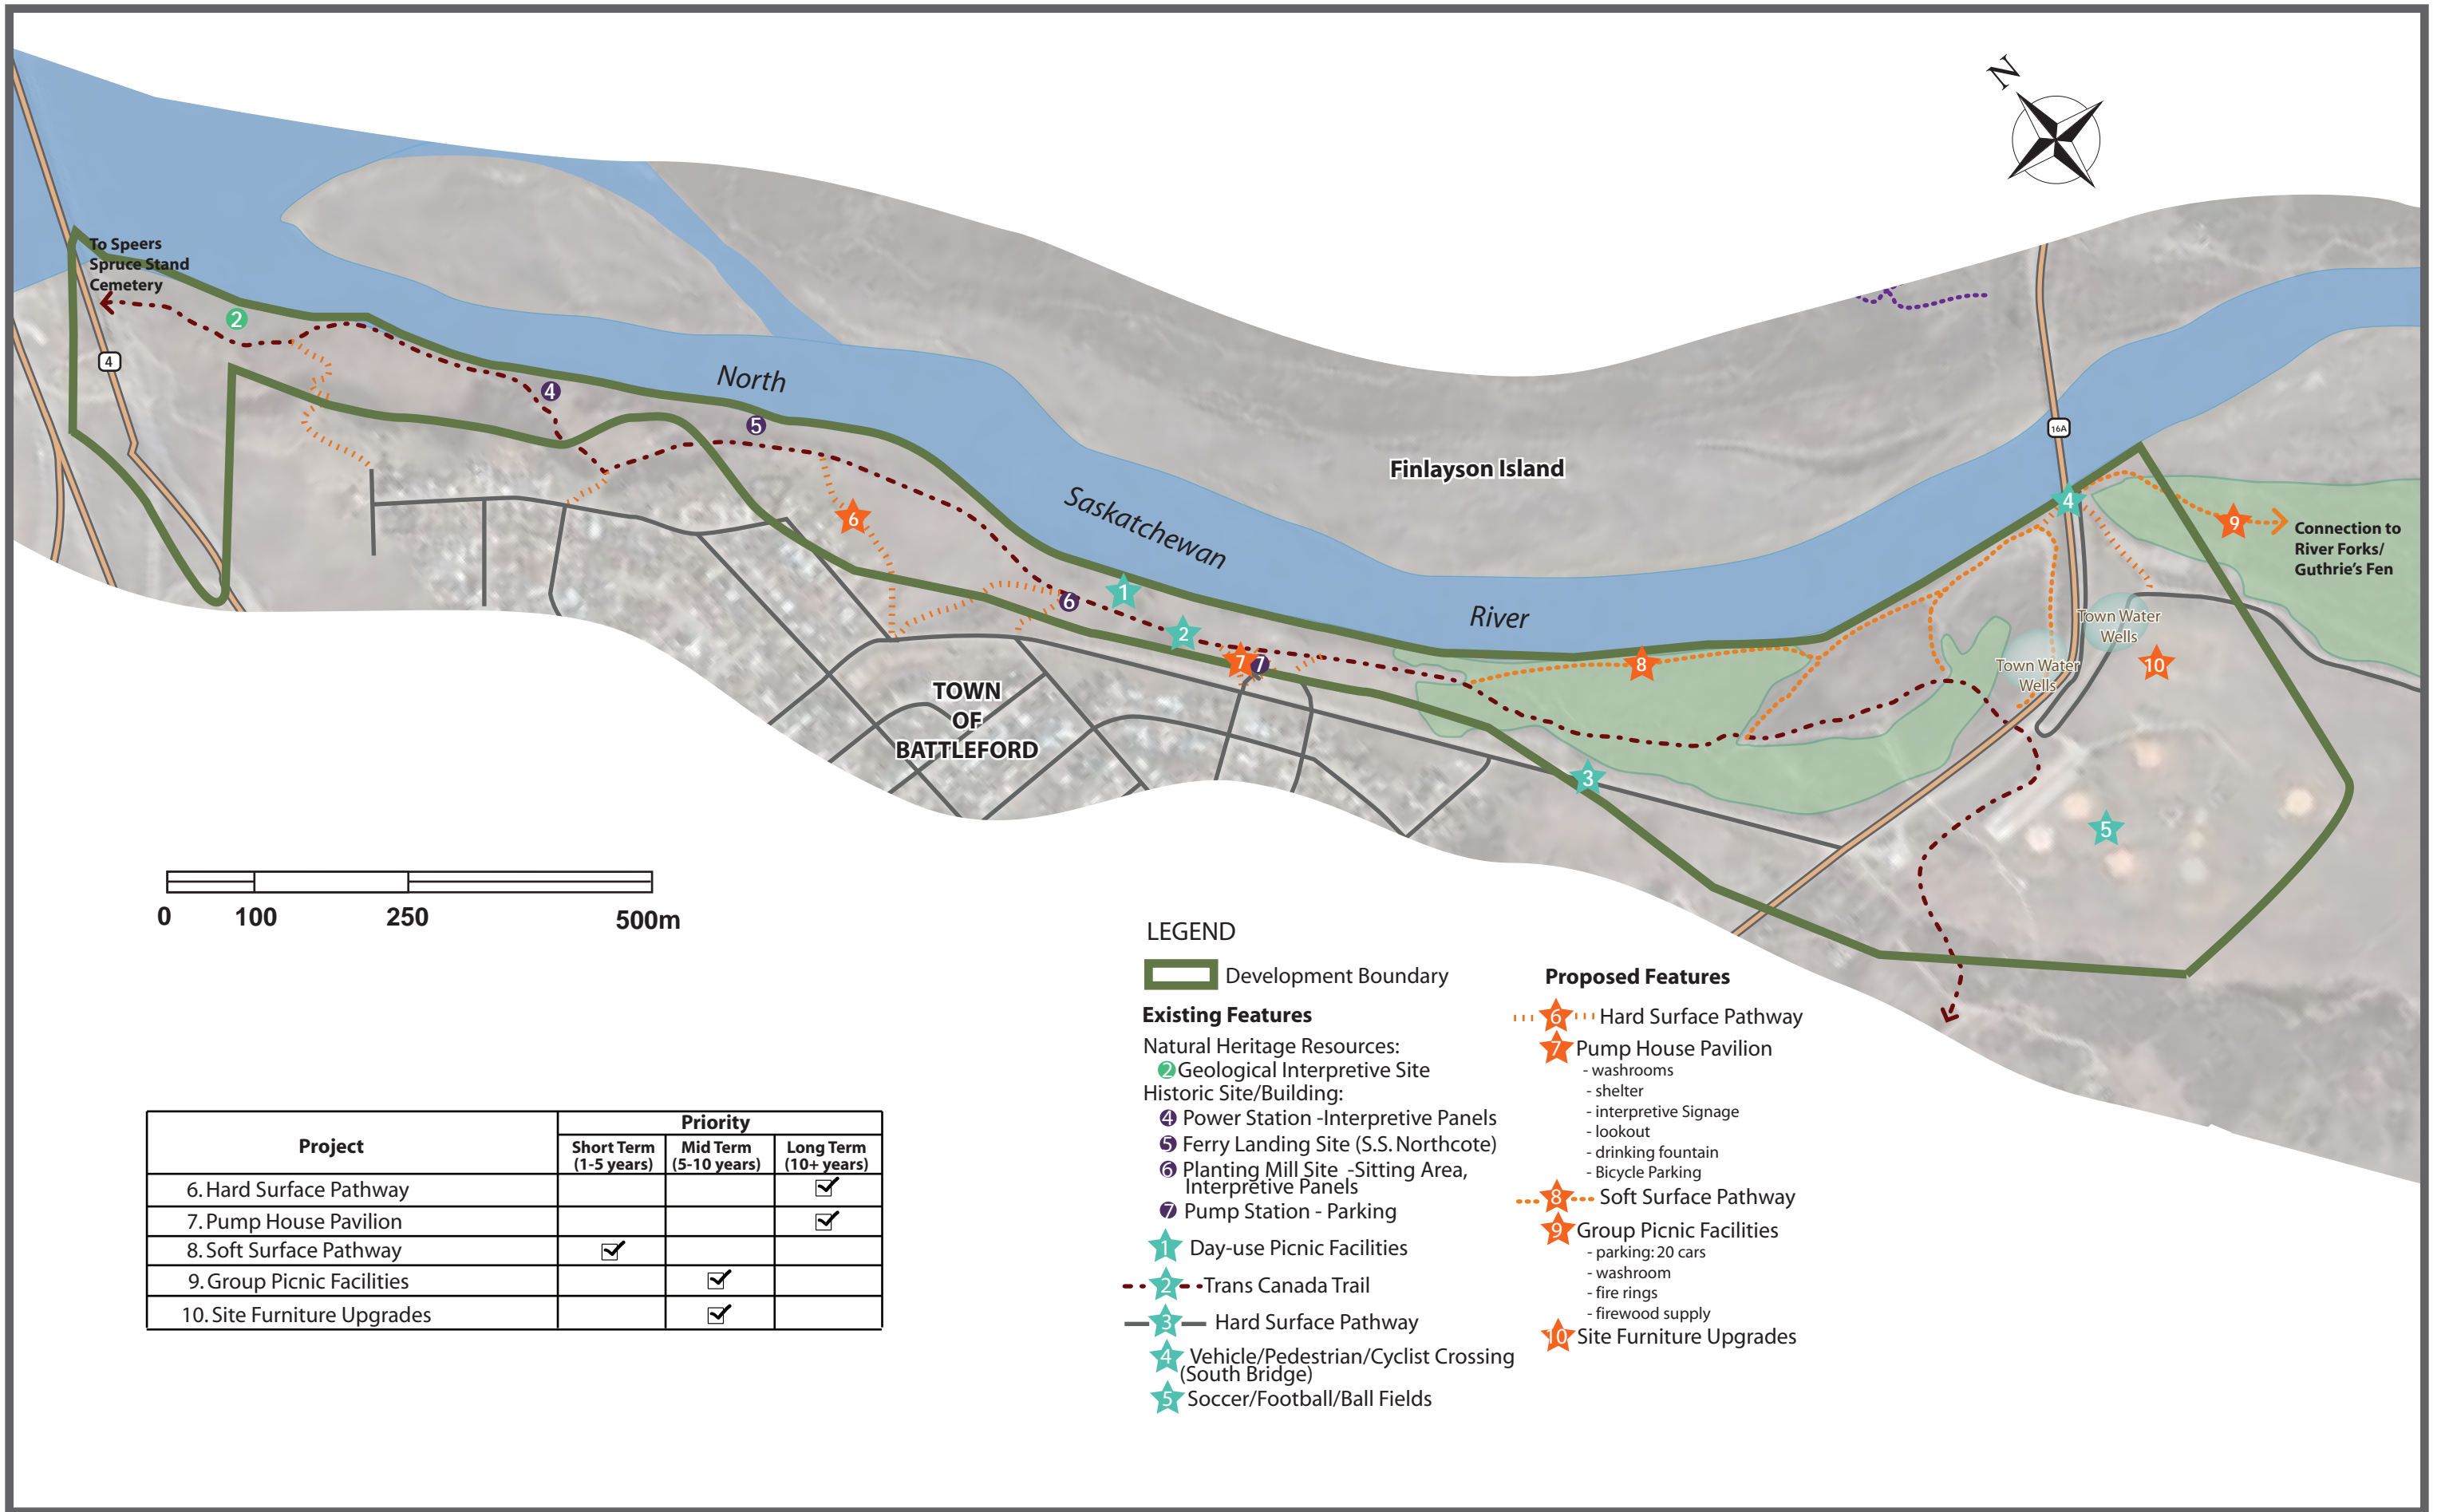 N
To Speers
Spruce Stand
Cemetery
2
4
4
5
North
Saskatchewan
River
Finlayson Island
16A
4
9
Connection to
River Forks/
Guthrie's Fen
6
6
1
2
7
7
8
3
Town Water
Wells
Town Water
Wells
10
5
TOWN
OF
BATTLEFORD
0 100 250 500m
Project
Priority
Short Term
(1-5 years)
Mid Term
(5-10 years)
Long Term
(10+ years)
6. Hard Surface Pathway
7. Pump House Pavilion
8. Soft Surface Pathway
9. Group Picnic Facilities
10. Site Furniture Upgrades
LEGEND
Development Boundary
Existing Features
Natural Heritage Resources:
2 Geological Interpretive Site
Historic Site/Building:
4 Power Station -Interpretive Panels
5 Ferry Landing Site (S.S. Northcote)
6 Planting Mill Site -Sitting Area,
Interpretive Panels
7 Pump Station - Parking
1 Day-use Picnic Facilities
2 Trans Canada Trail
3 Hard Surface Pathway
4 Vehicle/Pedestrian/Cyclist Crossing
(South Bridge)
5 Soccer/Football/Ball Fields
Proposed Features
6 Hard Surface Pathway
7 Pump House Pavilion
- washrooms
- shelter
- interpretive Signage
- lookout
- drinking fountain
- Bicycle Parking
8 Soft Surface Pathway
9 Group Picnic Facilities
- parking: 20 cars
- washroom
- fire rings
- firewood supply
10 Site Furniture Upgrades